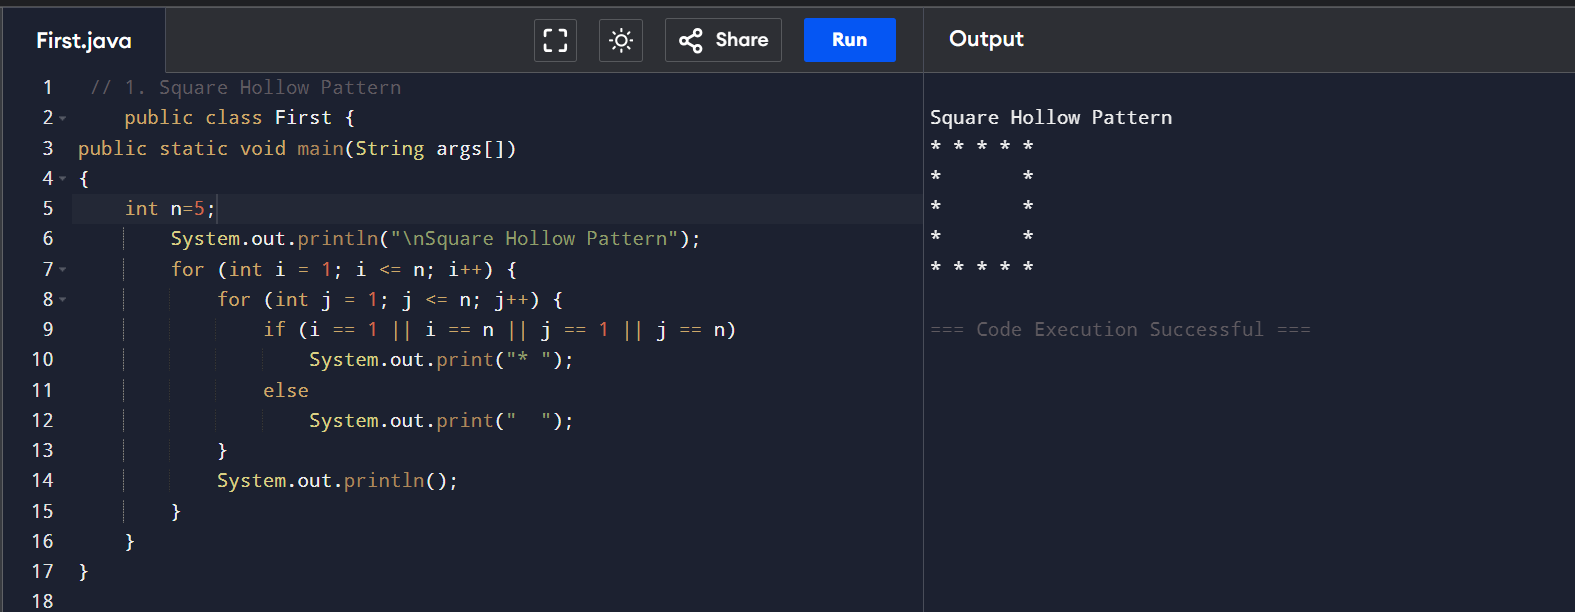 First.java
Share
Run
Output
1 // 1. Square Hollow Pattern
2     public class First {
3 public static void main(String args[])
4 {
5     int n=5;
6         System.out.println("\nSquare Hollow Pattern");
7         for (int i = 1; i <= n; i++) {
8             for (int j = 1; j <= n; j++) {
9                 if (i == 1 || i == n || j == 1 || j == n)
10                     System.out.print("* ");
11                 else
12                     System.out.print("  ");
13             }
14             System.out.println();
15         }
16     }
17 }
18
Square Hollow Pattern
* * * * *
*       *
*       *
*       *
* * * * *
=== Code Execution Successful ===